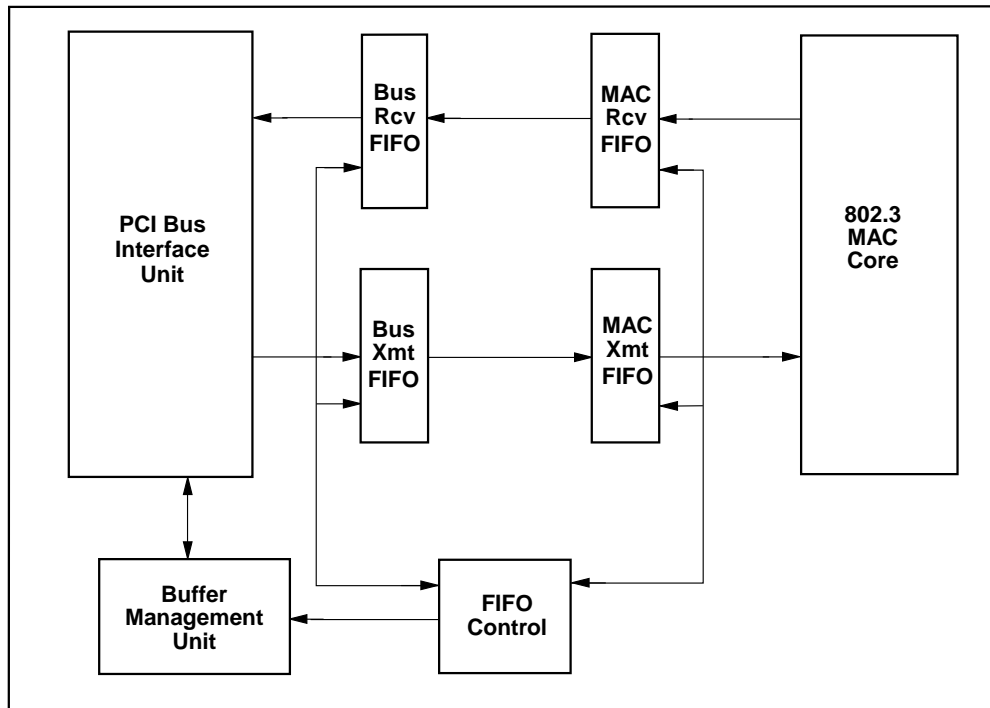 Bus
Rcv
FIFO
MAC
Rcv
FIFO
PCI Bus
Interface
Unit
802.3
MAC
Core
Bus
Xmt
FIFO
MAC
Xmt
FIFO
Buffer
Management
Unit
FIFO
Control